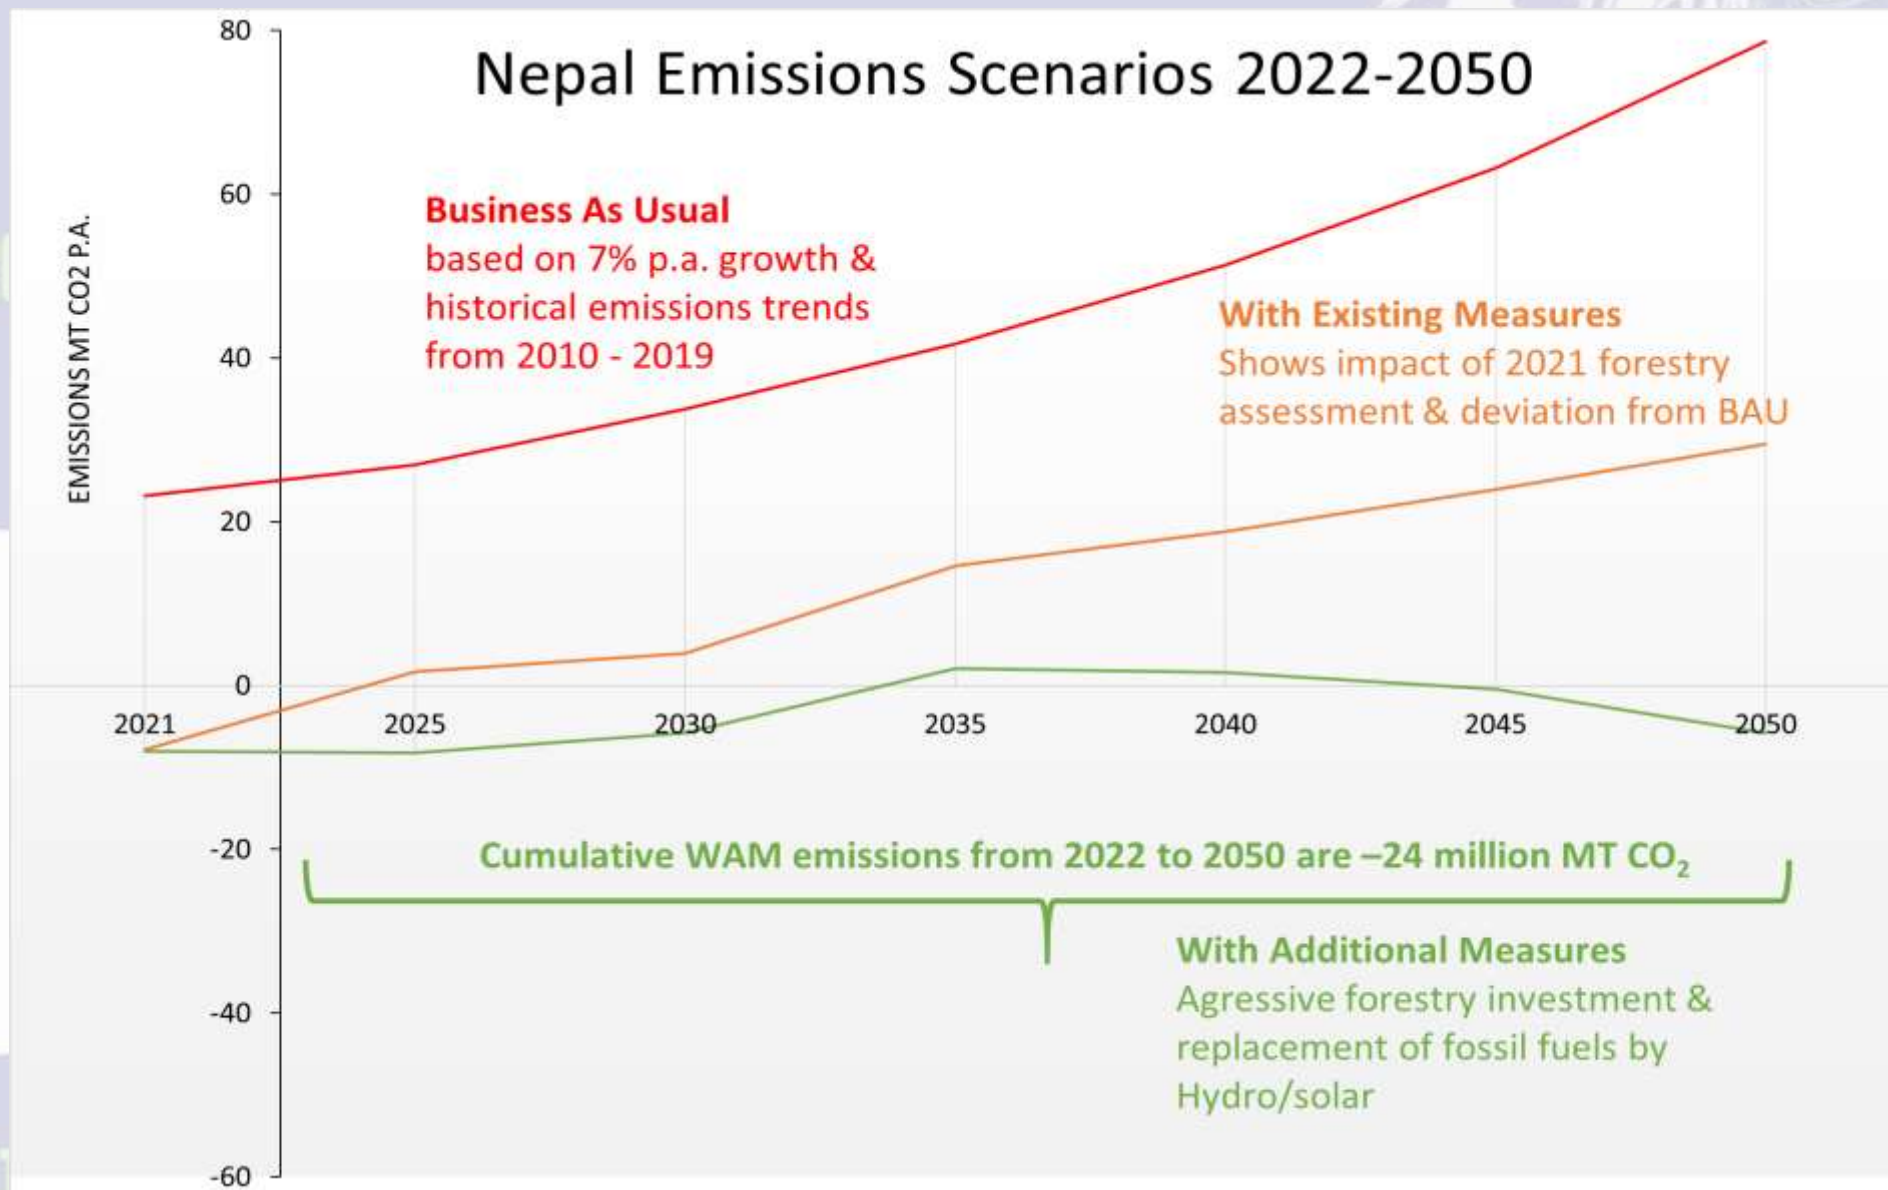 Nepal Emissions Scenarios 2022-2050
EMISSIONS MT CO2 P.A.
80
60
40
20
0
-20
-40
-60
Business As Usual
based on 7% p.a. growth &
historical emissions trends
from 2010 - 2019
With Existing Measures
Shows impact of 2021 forestry
assessment & deviation from BAU
2021
2025
2030
2035
2040
2045
2050
Cumulative WAM emissions from 2022 to 2050 are –24 million MT CO₂
With Additional Measures
Agressive forestry investment &
replacement of fossil fuels by
Hydro/solar